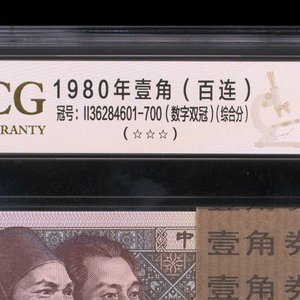 CG
RRANTY
1980年壹角（百连）
冠号：II36284601-700（数字双冠）（综合分）
（☆☆☆）
中
壹角券
壹角券